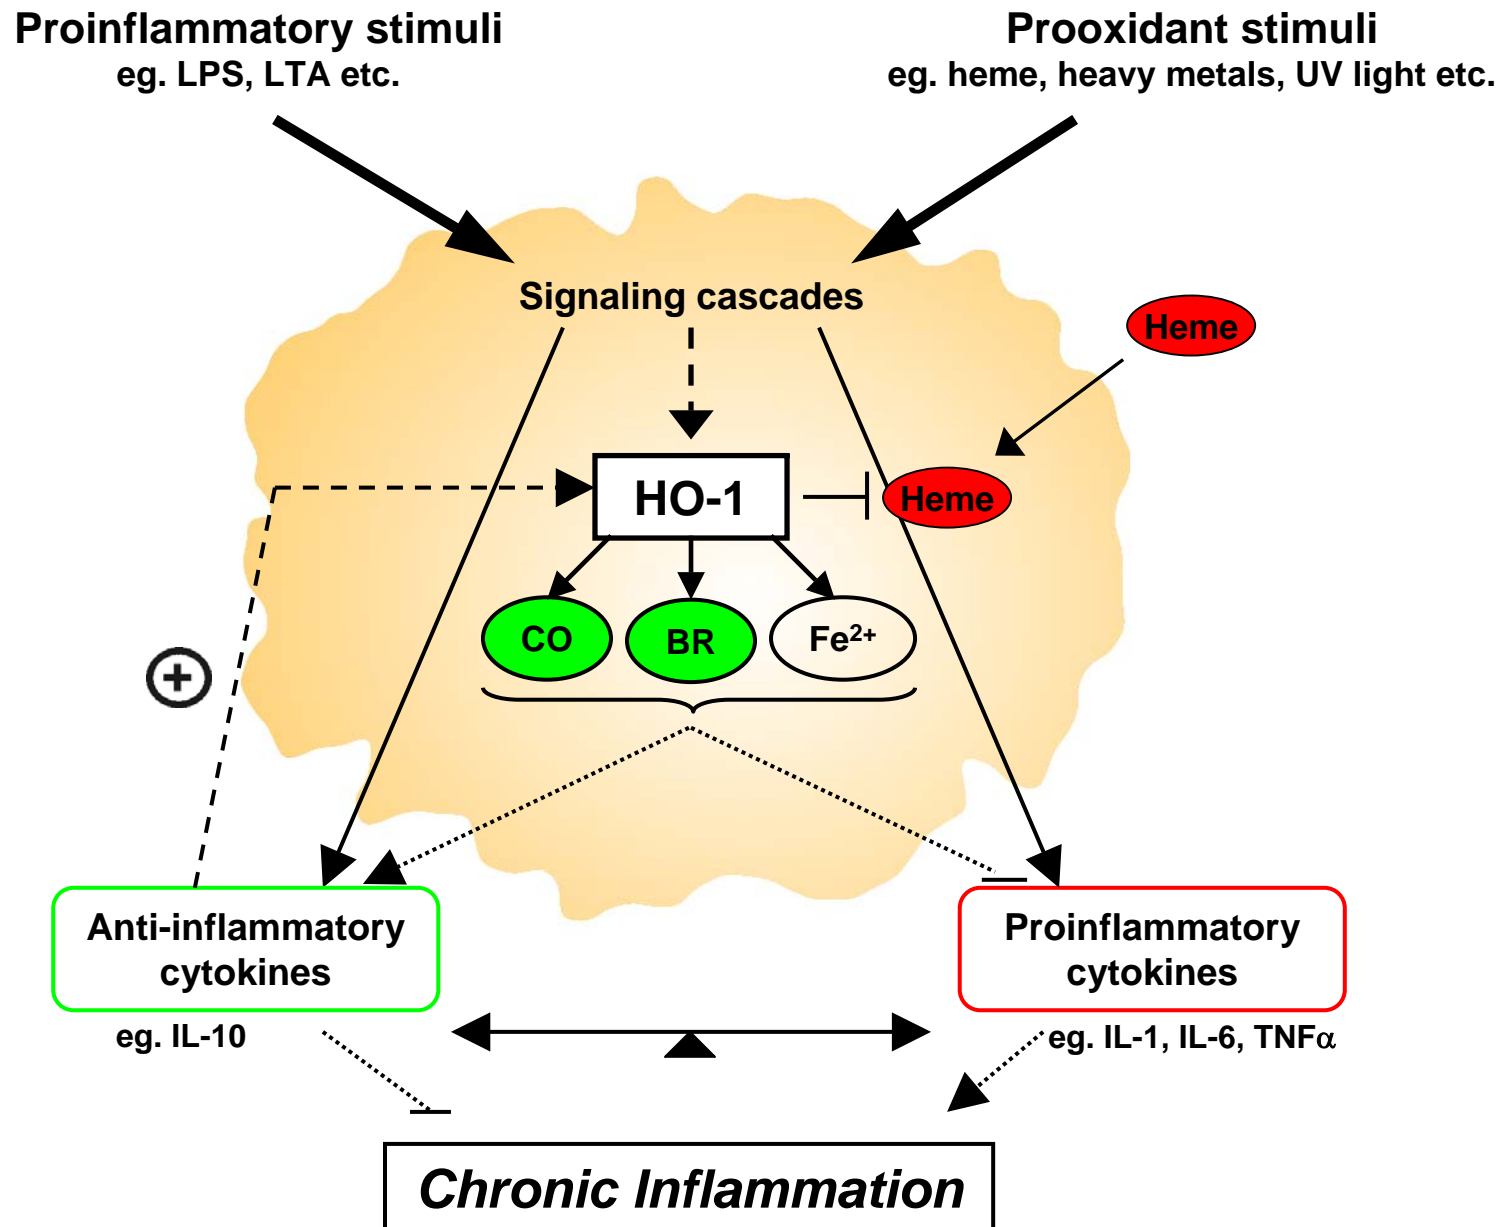 Proinflammatory stimuli
eg. LPS, LTA etc.
Prooxidant stimuli
eg. heme, heavy metals, UV light etc.
Signaling cascades
Heme
HO-1
Heme
CO
BR
Fe²⁺
+
Anti-inflammatory
cytokines
eg. IL-10
Proinflammatory
cytokines
eg. IL-1, IL-6, TNFα
Chronic Inflammation